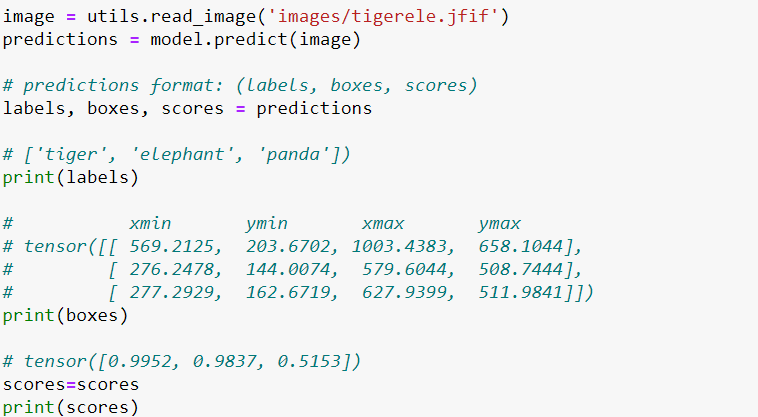 image = utils.read_image('images/tigerele.jfif')
predictions = model.predict(image)
# predictions format: (labels, boxes, scores)
labels, boxes, scores = predictions
# ['tiger', 'elephant', 'panda'])
print(labels)
#          xmin       ymin       xmax       ymax
# tensor([[ 569.2125,  203.6702, 1003.4383,  658.1044],
#         [ 276.2478,  144.0074,  579.6044,  508.7444],
#         [ 277.2929,  162.6719,  627.9399,  511.9841]])
print(boxes)
# tensor([0.9952, 0.9837, 0.5153])
scores=scores
print(scores)